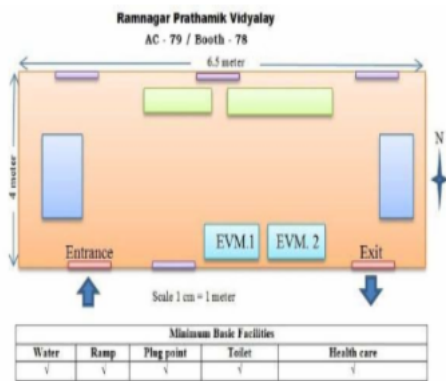 Ramnagar Prathamik Vidyalay
AC - 79 / Booth - 78
6.5 meter
4 meter
N
EVM.1 EVM. 2
Entrance Exit
Scale 1 cm = 1 meter
Minimum Basic Facilities
Water Ramp Plug point Toilet Health care
√ √ √ √ √